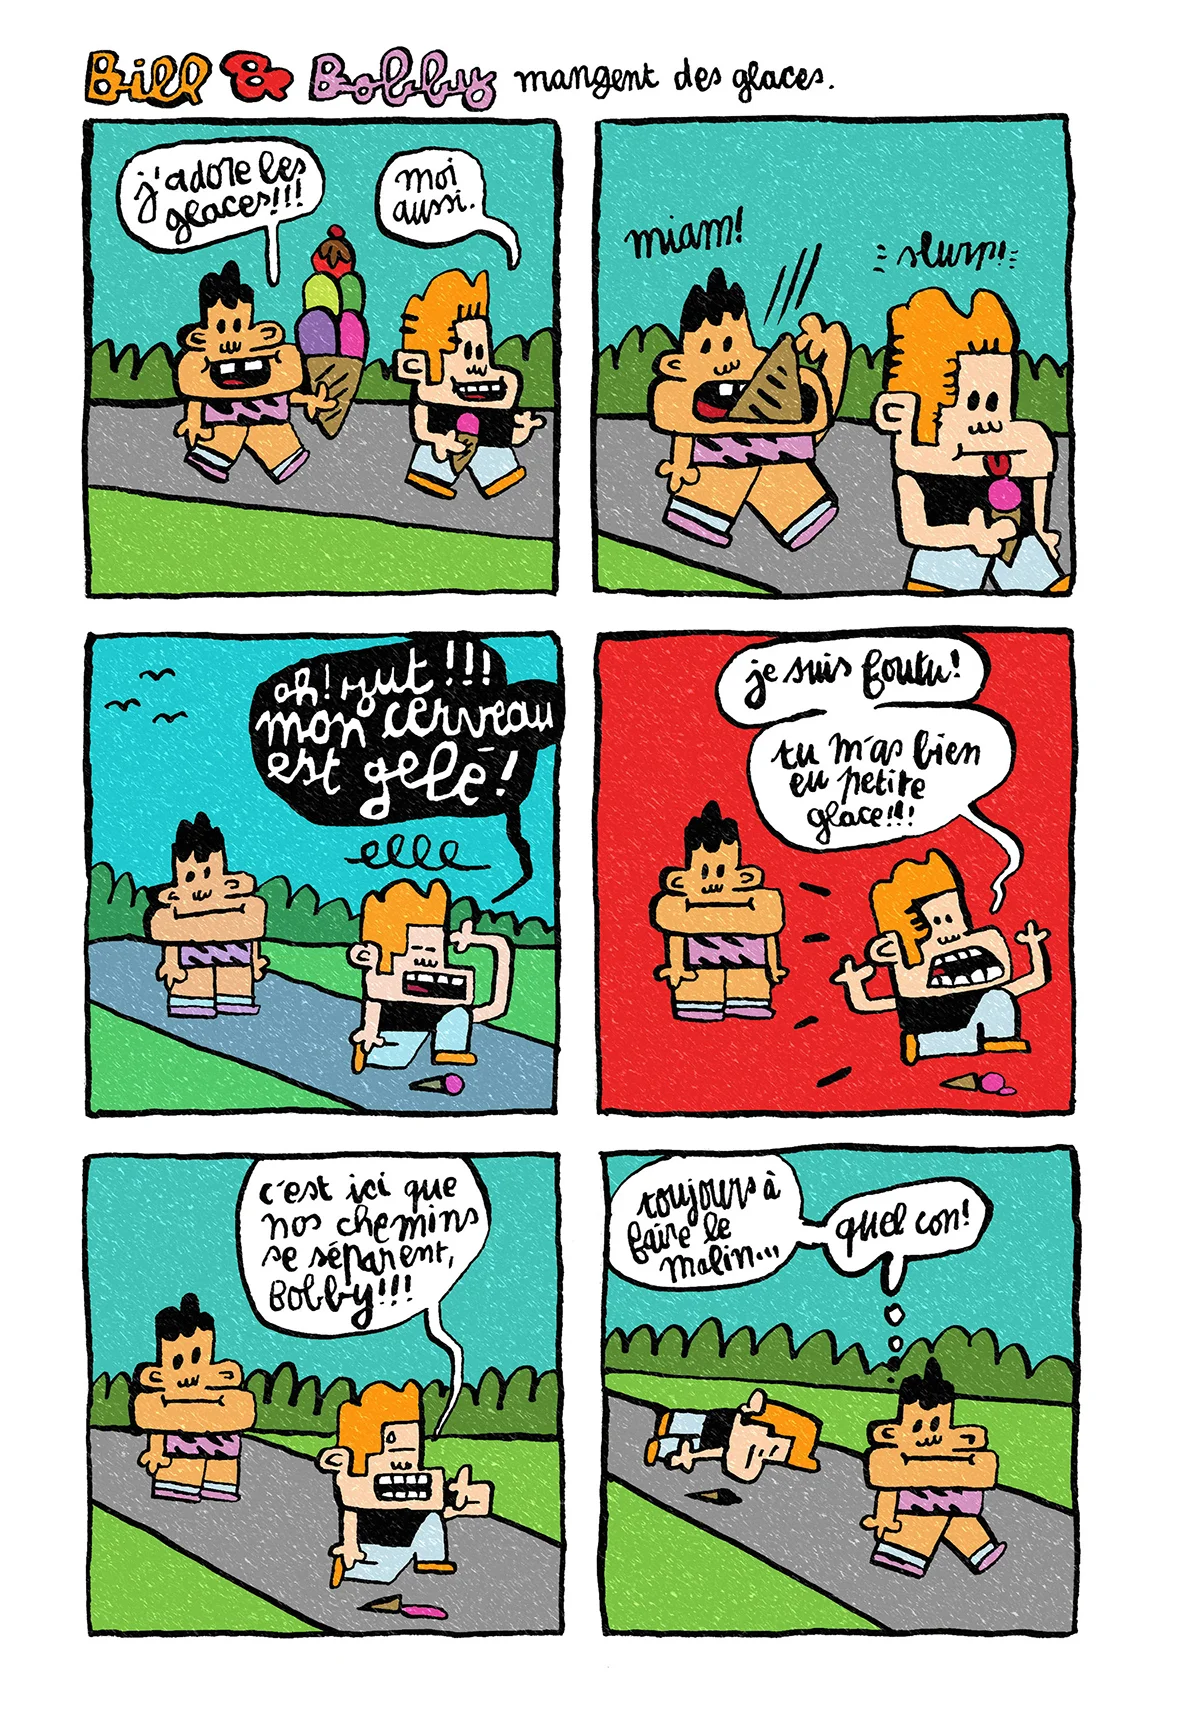 Bill & Bobby mangent des glaces.
j'adore les
glaces!!!
moi
aussi.
miam!
slurp!
oh! zut!!!
mon cerveau
est gelé!
je suis foutu!
tu m'as bien
eu petite
glace!!!
c'est ici que
nos chemins
se séparent,
Bobby!!!
toujours à
faire le
malin...
quel con!